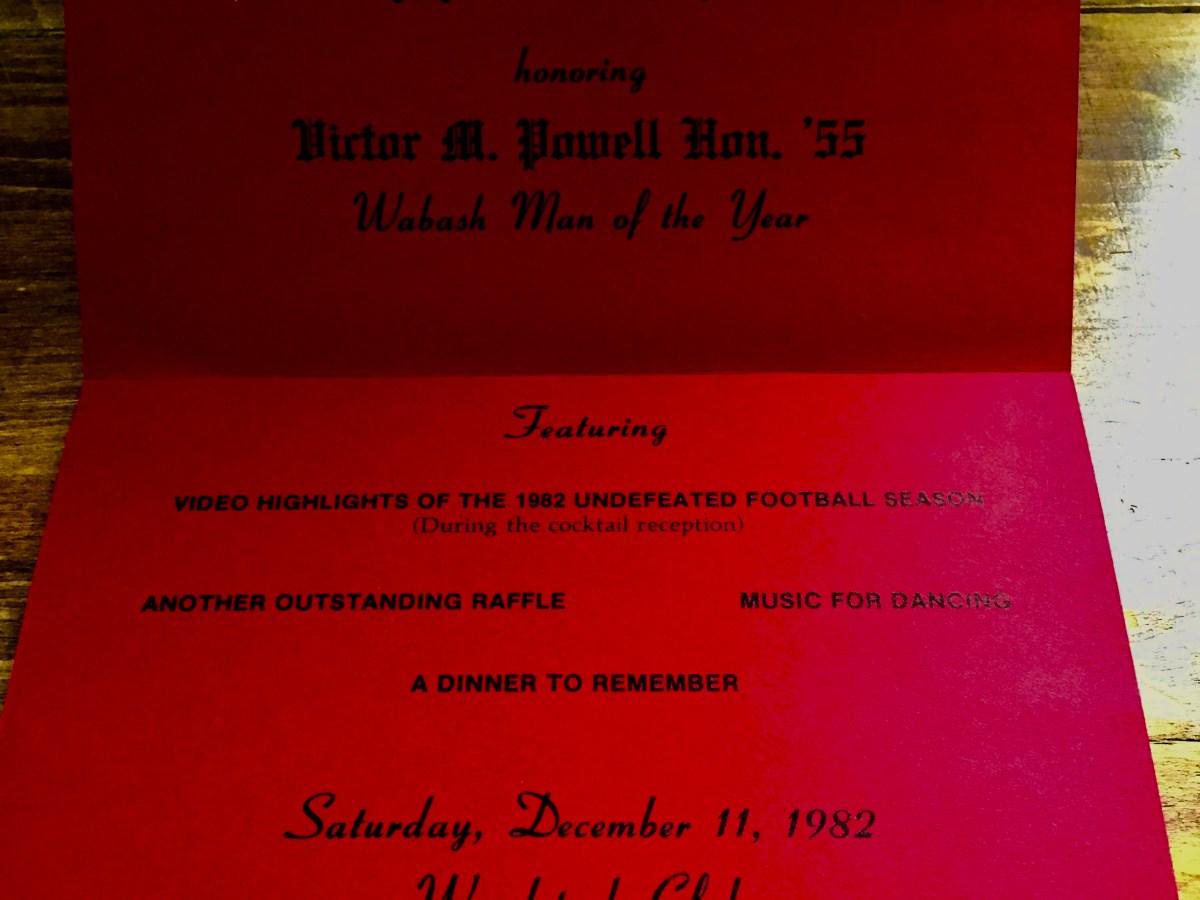 honoring
Victor M. Powell Hon. '55
Wabash Man of the Year
Featuring
VIDEO HIGHLIGHTS OF THE 1982 UNDEFEATED FOOTBALL SEASON
(During the cocktail reception)
ANOTHER OUTSTANDING RAFFLE MUSIC FOR DANCING
A DINNER TO REMEMBER
Saturday, December 11, 1982